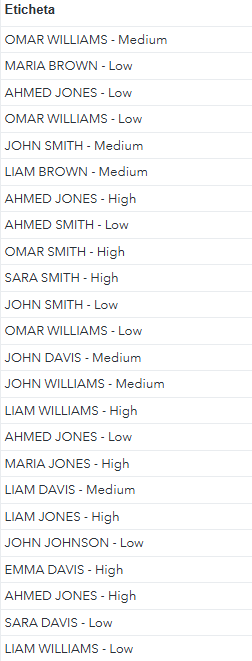 Eticheta
OMAR WILLIAMS - Medium
MARIA BROWN - Low
AHMED JONES - Low
OMAR WILLIAMS - Low
JOHN SMITH - Medium
LIAM BROWN - Medium
AHMED JONES - High
AHMED SMITH - Low
OMAR SMITH - High
SARA SMITH - High
JOHN SMITH - Low
OMAR WILLIAMS - Low
JOHN DAVIS - Medium
JOHN WILLIAMS - Medium
LIAM WILLIAMS - High
AHMED JONES - Low
MARIA JONES - High
LIAM DAVIS - Medium
LIAM JONES - High
JOHN JOHNSON - Low
EMMA DAVIS - High
AHMED JONES - High
SARA DAVIS - Low
LIAM WILLIAMS - Low